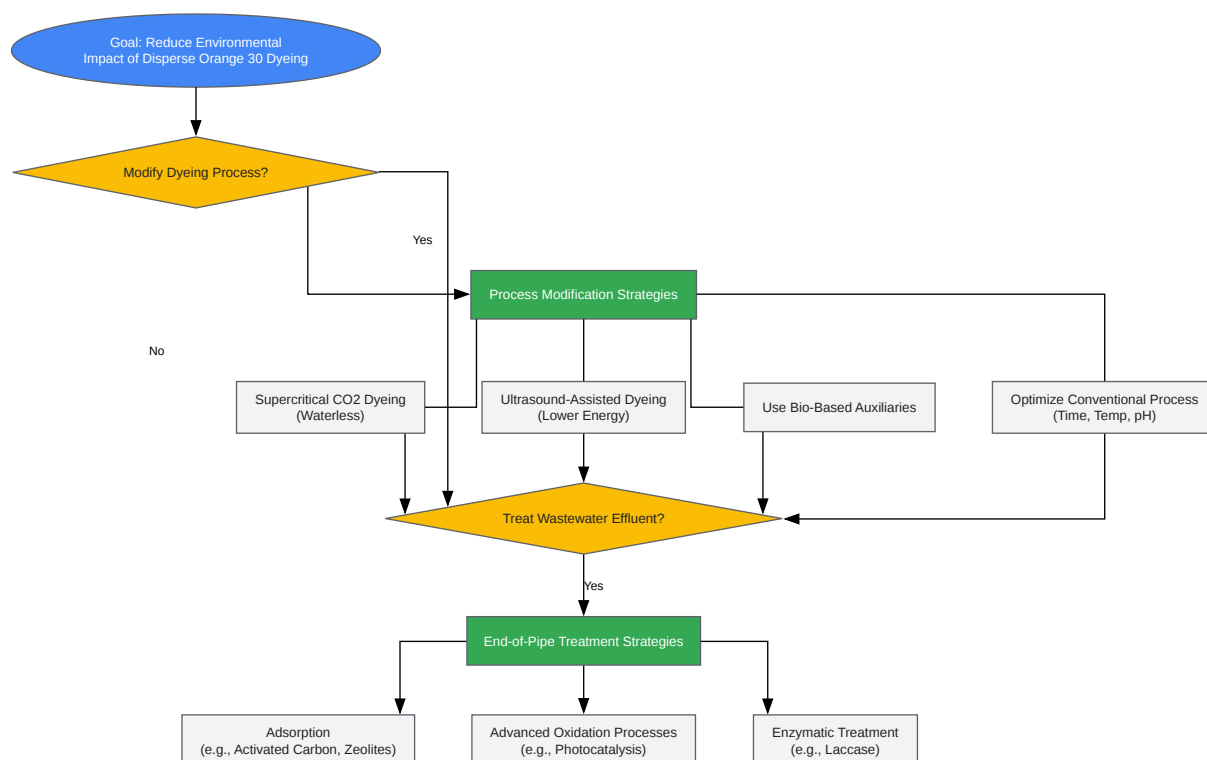 Goal: Reduce Environmental
Impact of Disperse Orange 30 Dyeing
Modify Dyeing Process?
Yes
Process Modification Strategies
No
Supercritical CO2 Dyeing
(Waterless)
Ultrasound-Assisted Dyeing
(Lower Energy)
Use Bio-Based Auxiliaries
Optimize Conventional Process
(Time, Temp, pH)
Treat Wastewater Effluent?
Yes
End-of-Pipe Treatment Strategies
Adsorption
(e.g., Activated Carbon, Zeolites)
Advanced Oxidation Processes
(e.g., Photocatalysis)
Enzymatic Treatment
(e.g., Laccase)